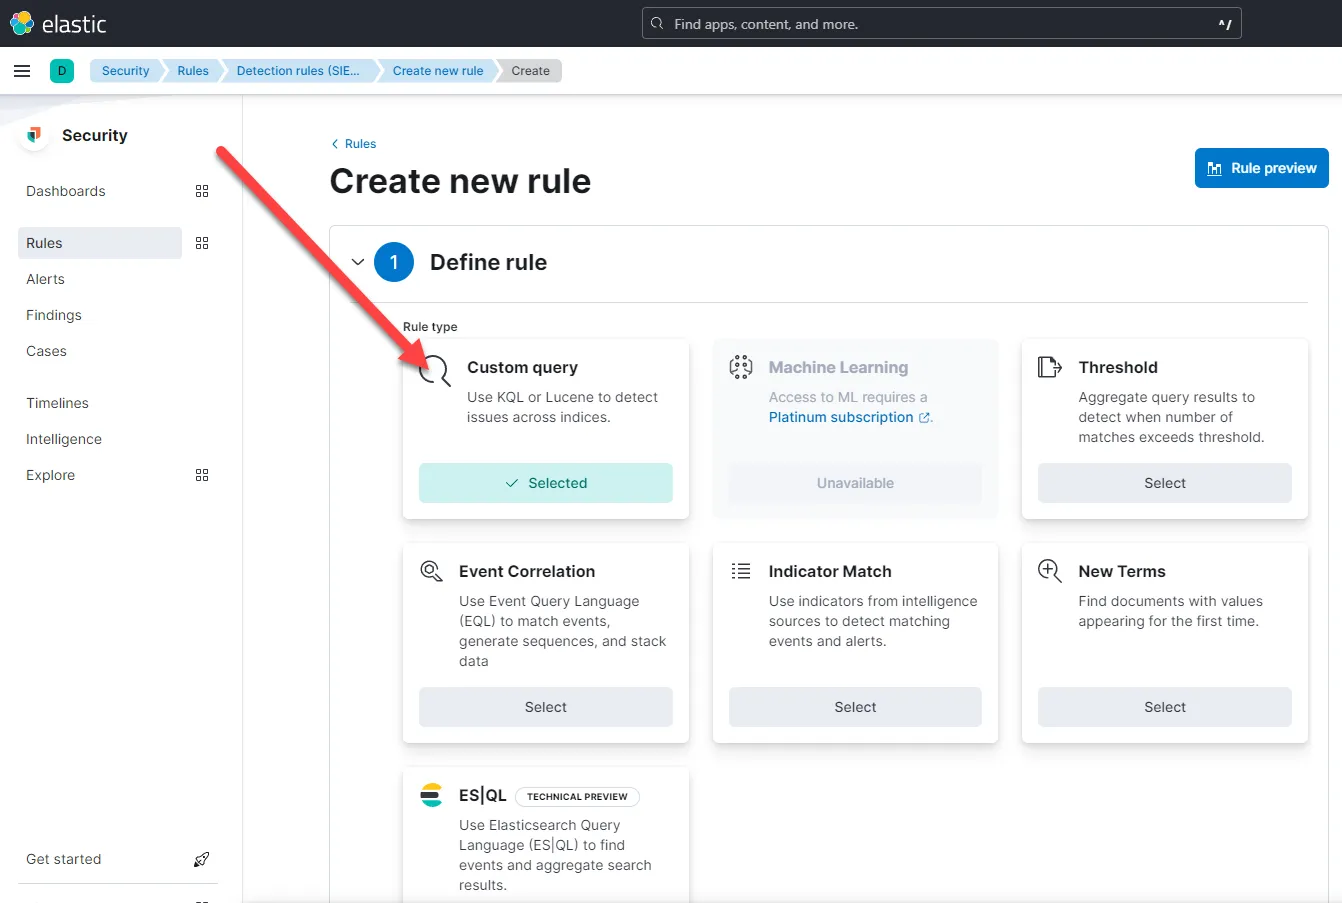 elastic
Find apps, content, and more.
^/
D
Security
Rules
Detection rules (SIE...
Create new rule
Create
Security
Dashboards
Rules
Alerts
Findings
Cases
Timelines
Intelligence
Explore
Get started
Rules
Create new rule
Rule preview
1
Define rule
Rule type
Custom query
Use KQL or Lucene to detect
issues across indices.
Selected
Machine Learning
Access to ML requires a
Platinum subscription.
Unavailable
Threshold
Aggregate query results to
detect when number of
matches exceeds threshold.
Select
Event Correlation
Use Event Query Language
(EQL) to match events,
generate sequences, and stack
data
Select
Indicator Match
Use indicators from intelligence
sources to detect matching
events and alerts.
Select
New Terms
Find documents with values
appearing for the first time.
Select
ES|QL TECHNICAL PREVIEW
Use Elasticsearch Query
Language (ES|QL) to find
events and aggregate search
results.